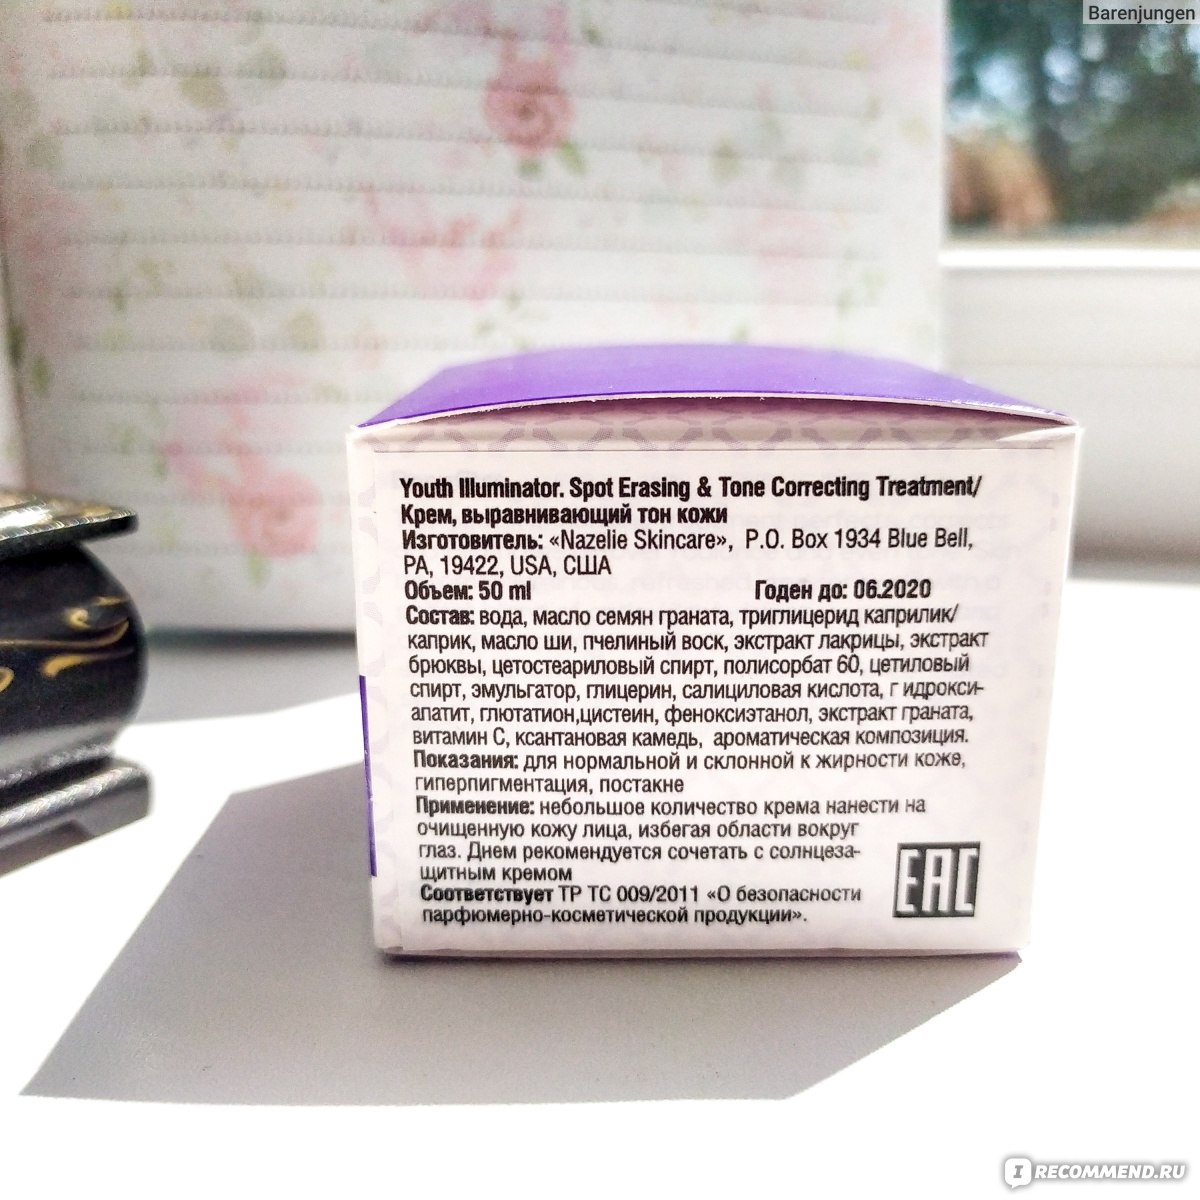 Barenjungen
Youth Illuminator. Spot Erasing & Tone Correcting Treatment/
Крем, выравнивающий тон кожи
Изготовитель: «Nazelie Skincare», P.O. Box 1934 Blue Bell,
PA, 19422, USA, США
Объем: 50 ml Годен до: 06.2020
Состав: вода, масло семян граната, триглицерид каприлик/
каприк, масло ши, пчелиный воск, экстракт лакрицы, экстракт
брюквы, цетостеариловый спирт, полисорбат 60, цетиловый
спирт, эмульгатор, глицерин, салициловая кислота, г идрокси-
апатит, глютатион,цистеин, феноксиэтанол, экстракт граната,
витамин С, ксантановая камедь, ароматическая композиция.
Показания: для нормальной и склонной к жирности коже,
гиперпигментация, постакне
Применение: небольшое количество крема нанести на
очищенную кожу лица, избегая области вокруг
глаз. Днем рекомендуется сочетать с солнцеза-
щитным кремом
Соответствует ТР ТС 009/2011 «О безопасности
парфюмерно-косметической продукции».
EAC
I RECOMMEND.RU